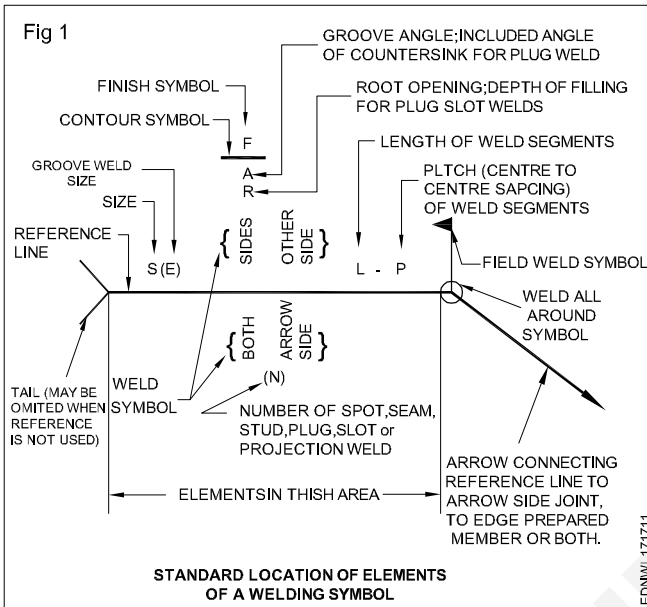 Fig 1
GROOVE ANGLE;INCLUDED ANGLE
OF COUNTERSINK FOR PLUG WELD
FINISH SYMBOL
ROOT OPENING;DEPTH OF FILLING
FOR PLUG SLOT WELDS
CONTOUR SYMBOL
F
LENGTH OF WELD SEGMENTS
GROOVE WELD
SIZE
A
R
PLTCH (CENTRE TO
CENTRE SAPCING)
OF WELD SEGMENTS
SIZE
REFERENCE
LINE
S (E)
{ SIDES
OTHER
SIDE }
L - P
FIELD WELD SYMBOL
WELD ALL
AROUND
SYMBOL
{ BOTH
ARROW
SIDE }
TAIL (MAY BE
OMITED WHEN
REFERENCE
IS NOT USED)
WELD
SYMBOL
(N)
NUMBER OF SPOT,SEAM,
STUD,PLUG,SLOT or
PROJECTION WELD
ARROW CONNECTING
REFERENCE LINE TO
ARROW SIDE JOINT,
TO EDGE PREPARED
MEMBER OR BOTH.
ELEMENTSIN THISH AREA
STANDARD LOCATION OF ELEMENTS
OF A WELDING SYMBOL